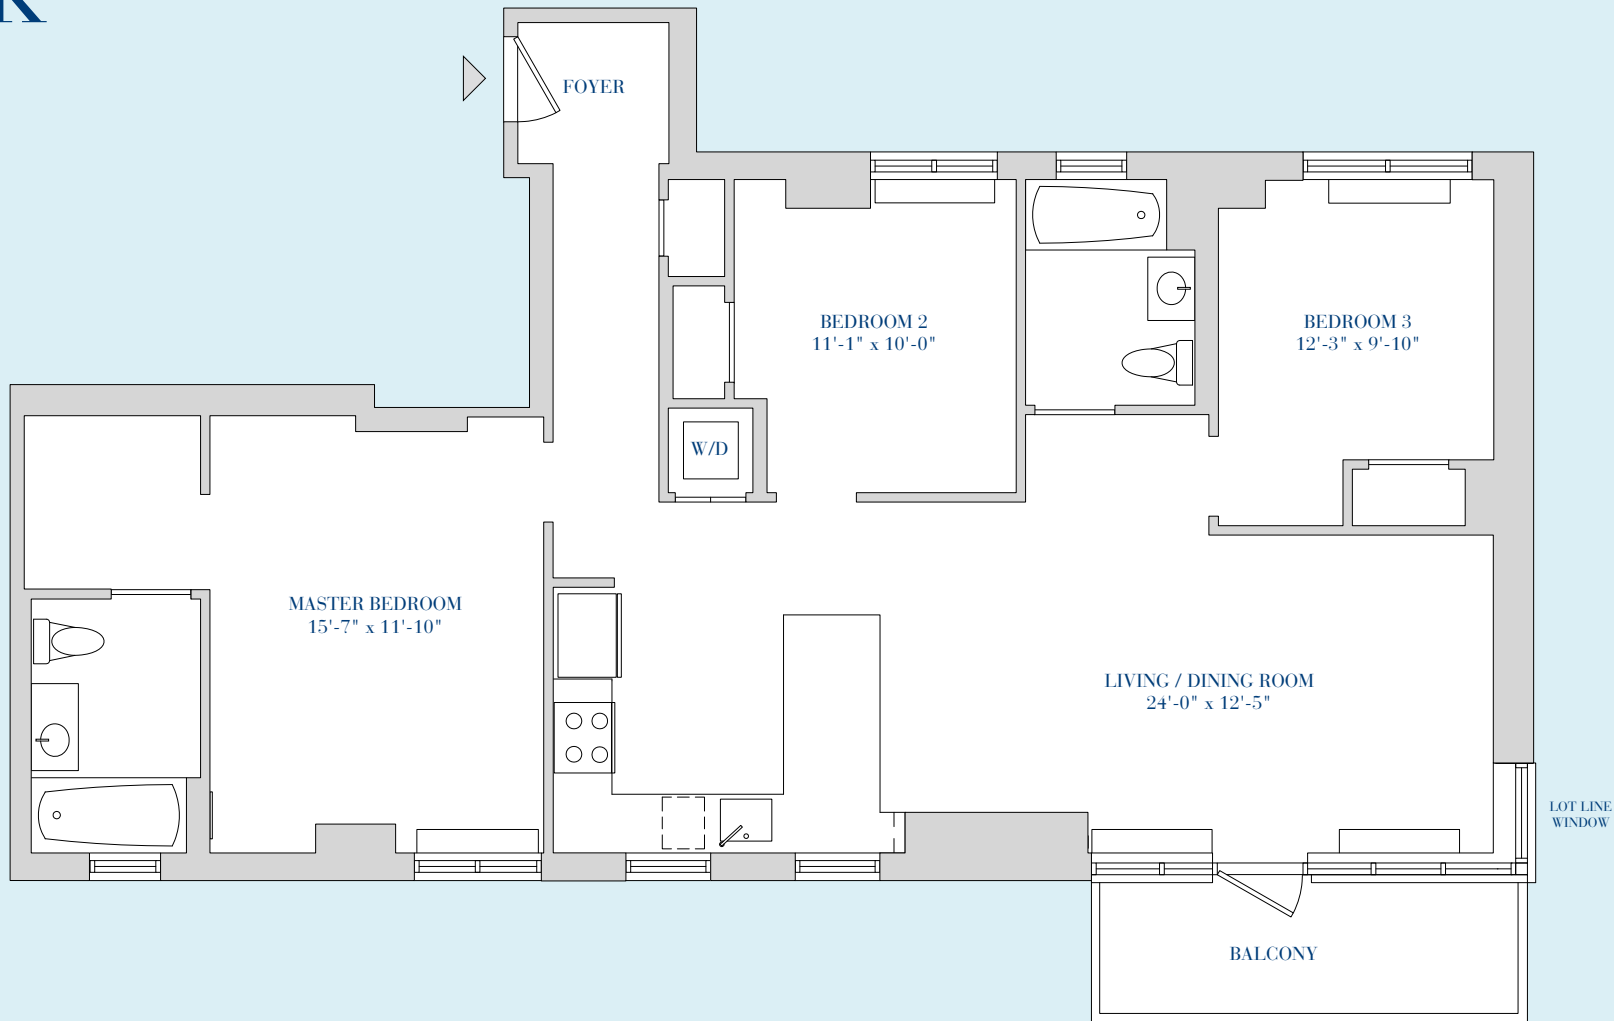 K
FOYER
BEDROOM 2
11'-1" x 10'-0"
BEDROOM 3
12'-3" x 9'-10"
W/D
MASTER BEDROOM
15'-7" x 11'-10"
LIVING / DINING ROOM
24'-0" x 12'-5"
LOT LINE
WINDOW
BALCONY